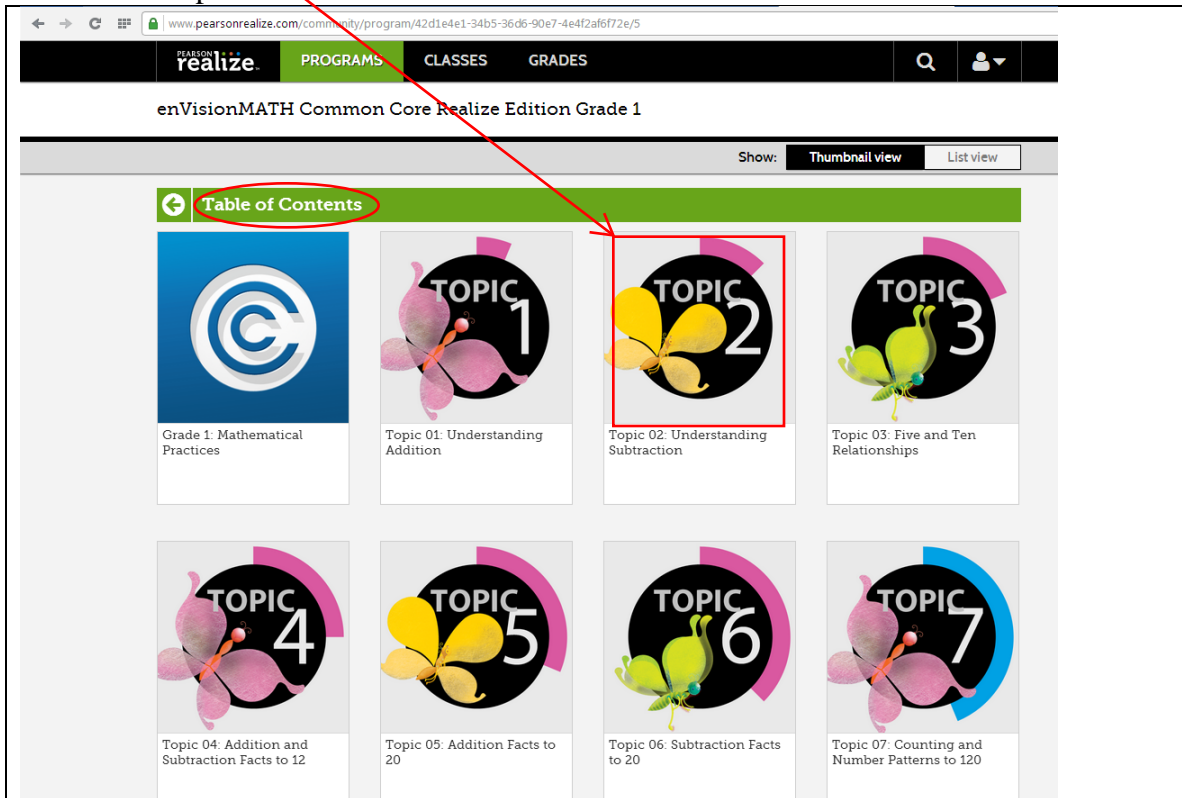 www.pearsonrealize.com/community/program/42d1e4e1-34b5-36d6-90e7-4e4f2af6f72e/5
PEARSON
realize. PROGRAMS CLASSES GRADES
enVisionMATH Common Core Realize Edition Grade 1
Show: Thumbnail view List view
Table of Contents
TOPIC 1
TOPIC 2
TOPIC 3
Grade 1: Mathematical
Practices
Topic 01: Understanding
Addition
Topic 02: Understanding
Subtraction
Topic 03: Five and Ten
Relationships
TOPIC 4
TOPIC 5
TOPIC 6
TOPIC 7
Topic 04: Addition and
Subtraction Facts to 12
Topic 05: Addition Facts to
20
Topic 06: Subtraction Facts
to 20
Topic 07: Counting and
Number Patterns to 120